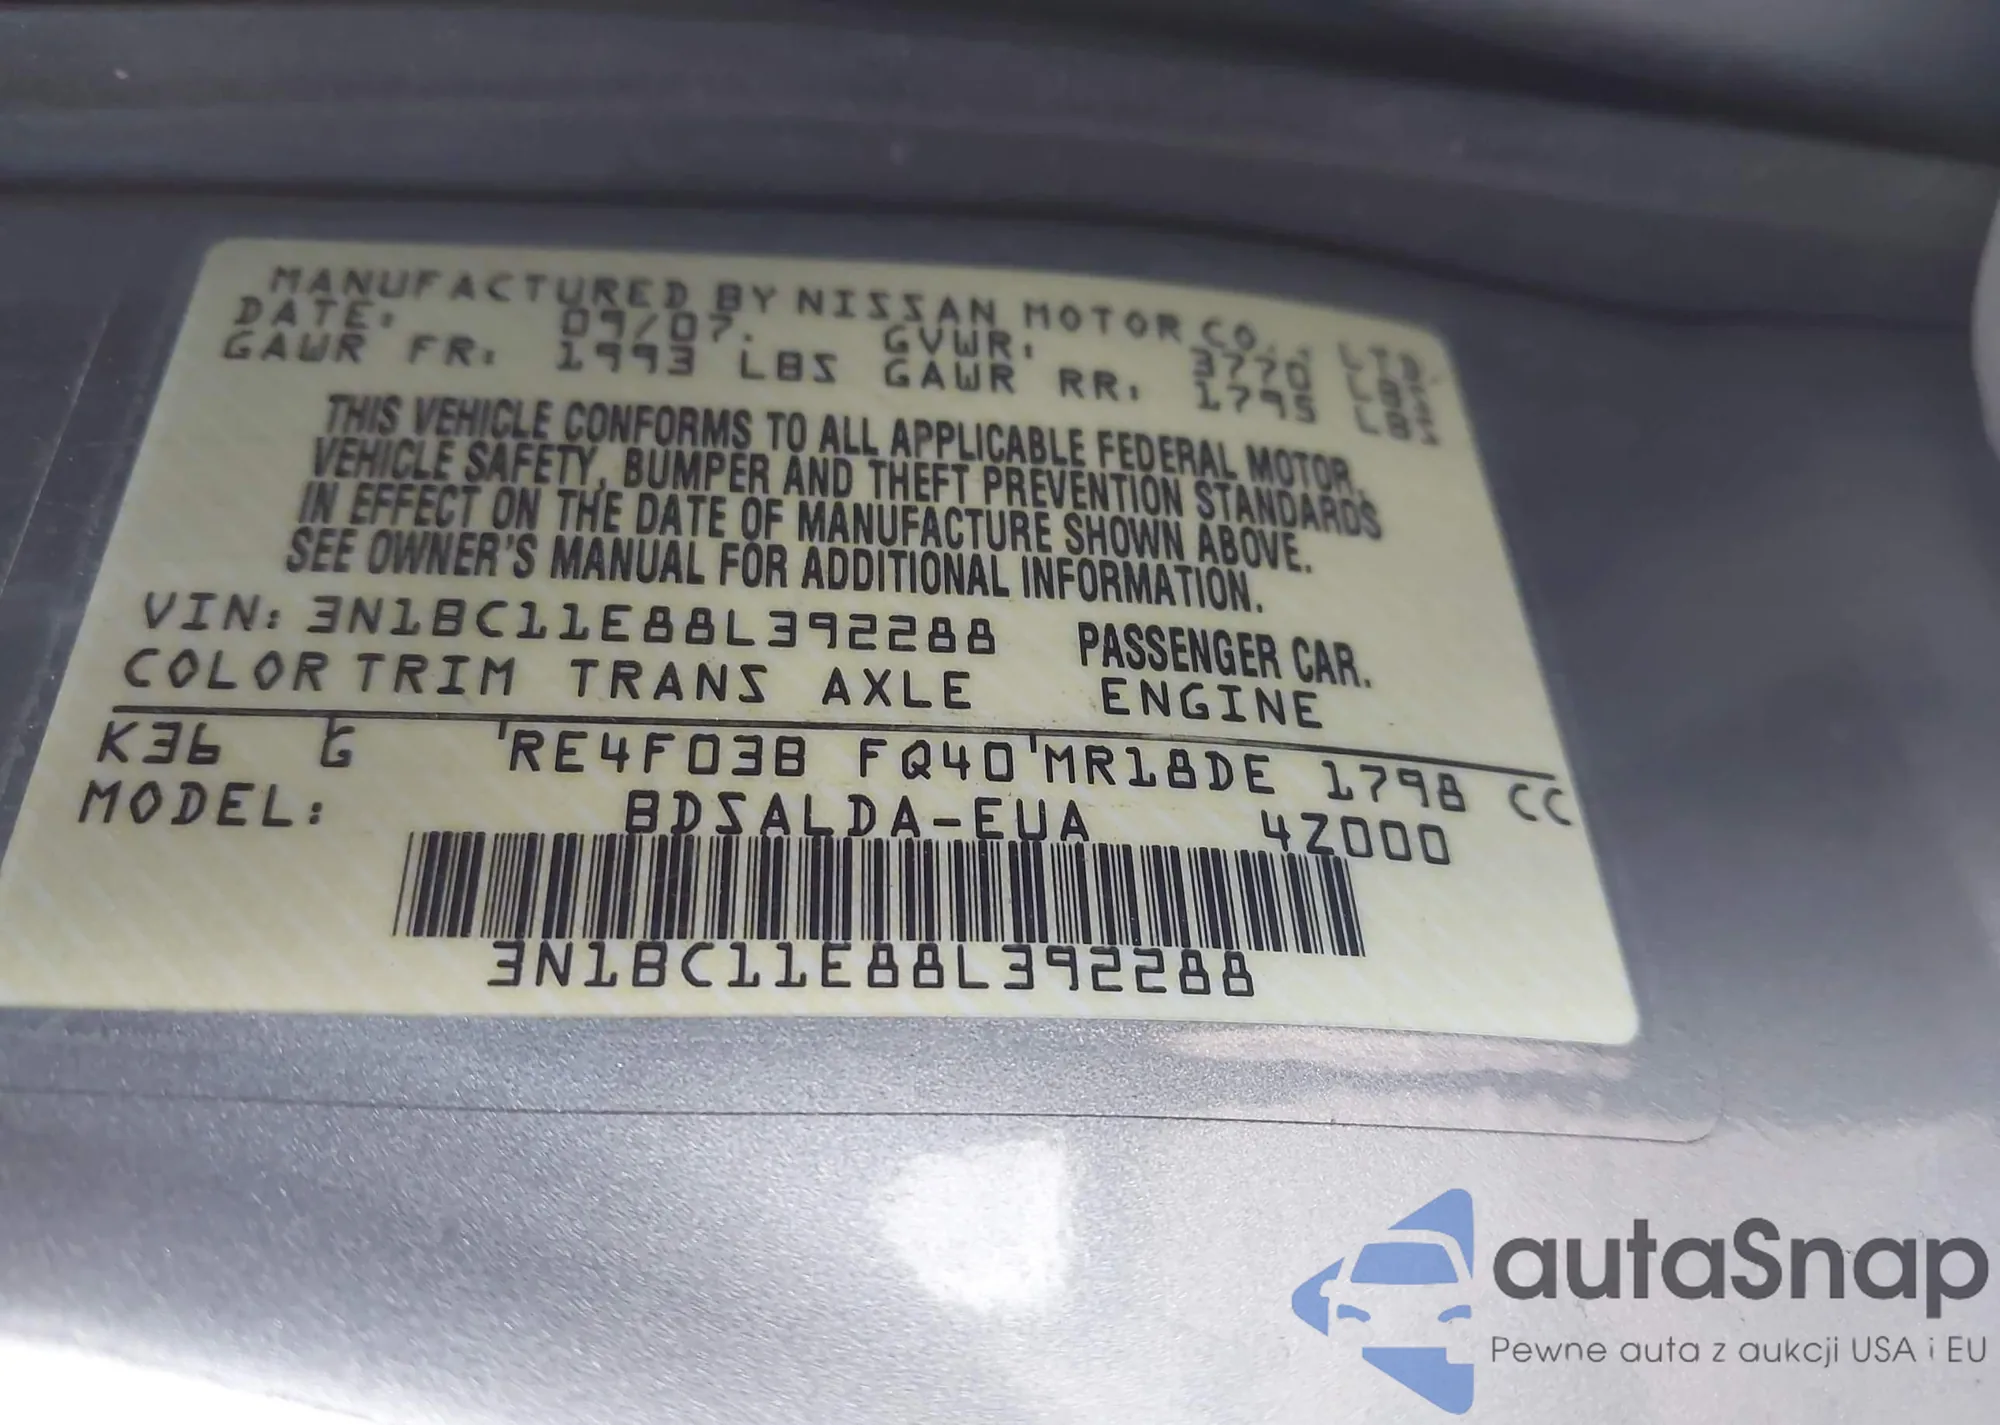 MANUFACTURED BY NISSAN MOTOR CO., LTD.
DATE: 09/07. GVWR: 3770 LBS
GAWR FR: 1993 LBS GAWR RR: 1795 LBS
THIS VEHICLE CONFORMS TO ALL APPLICABLE FEDERAL MOTOR
VEHICLE SAFETY, BUMPER AND THEFT PREVENTION STANDARDS
IN EFFECT ON THE DATE OF MANUFACTURE SHOWN ABOVE.
SEE OWNER'S MANUAL FOR ADDITIONAL INFORMATION.
VIN: 3N1BC11E88L392288 PASSENGER CAR.
COLOR TRIM TRANS AXLE ENGINE
K36 G 'RE4F03B FQ40'MR18DE 1798 CC
MODEL: BDSALDA-EUA 4Z000
3N1BC11E88L392288
autaSnap
Pewne auta z aukcji USA i EU